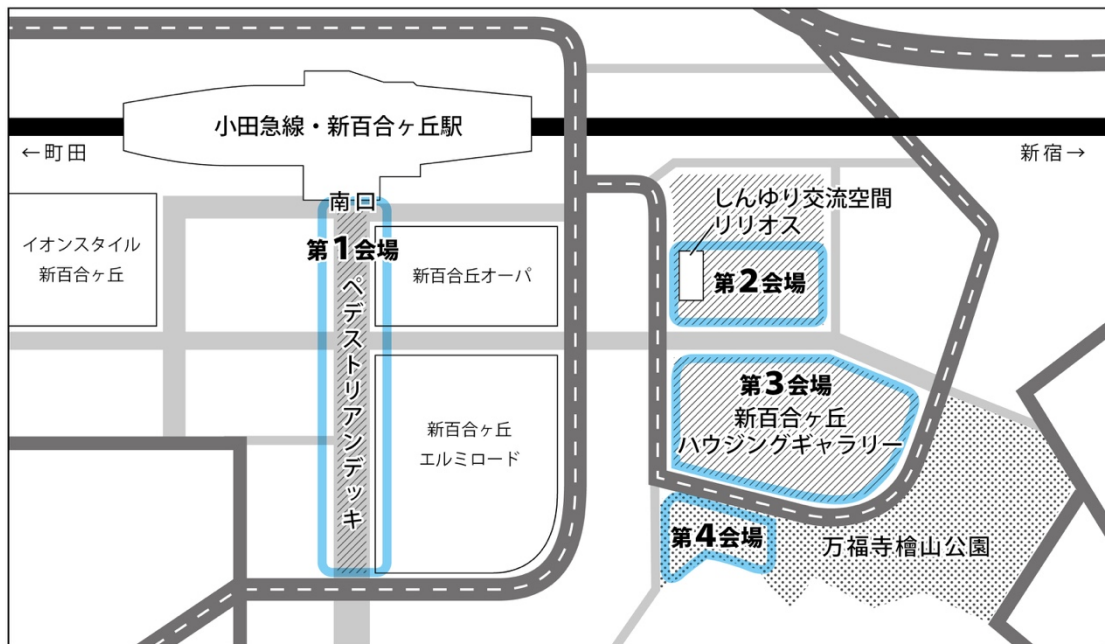 小田急線・新百合ヶ丘駅
←町田
新宿→
南口
第1会場
ペデストリアンデッキ
イオンスタイル
新百合ヶ丘
新百合丘オーパ
新百合ヶ丘
エルミロード
しんゆり交流空間
リリオス
第2会場
第3会場
新百合ヶ丘
ハウジングギャラリー
第4会場
万福寺檜山公園